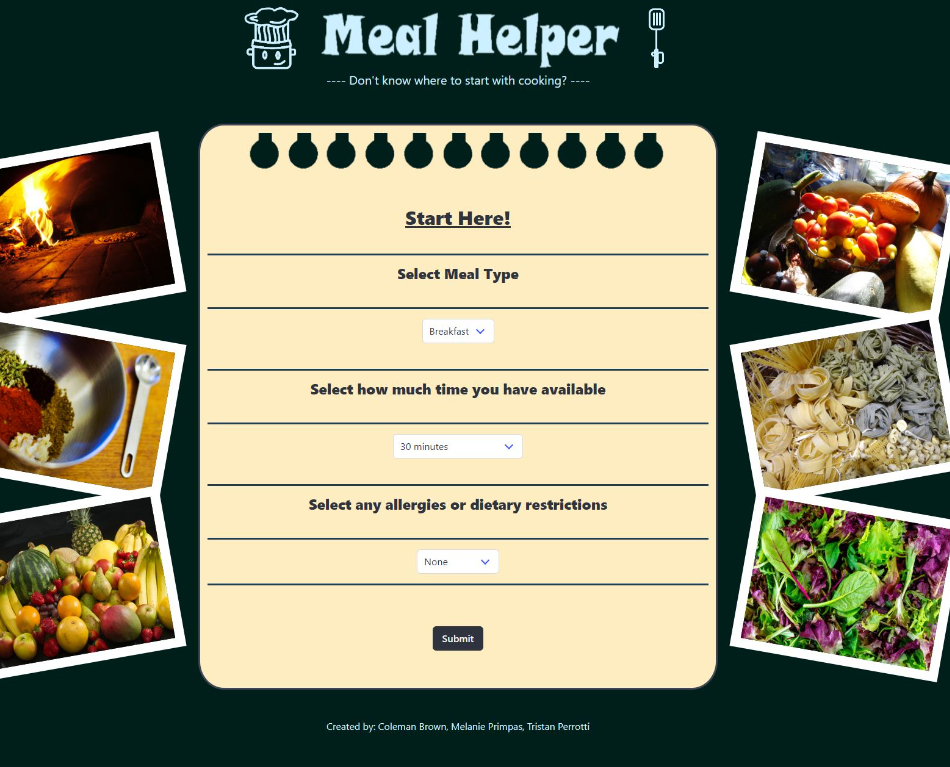 Meal Helper
---- Don't know where to start with cooking? ----
Start Here!
Select Meal Type
Breakfast
Select how much time you have available
30 minutes
Select any allergies or dietary restrictions
None
Submit
Created by: Coleman Brown, Melanie Primpas, Tristan Perrotti